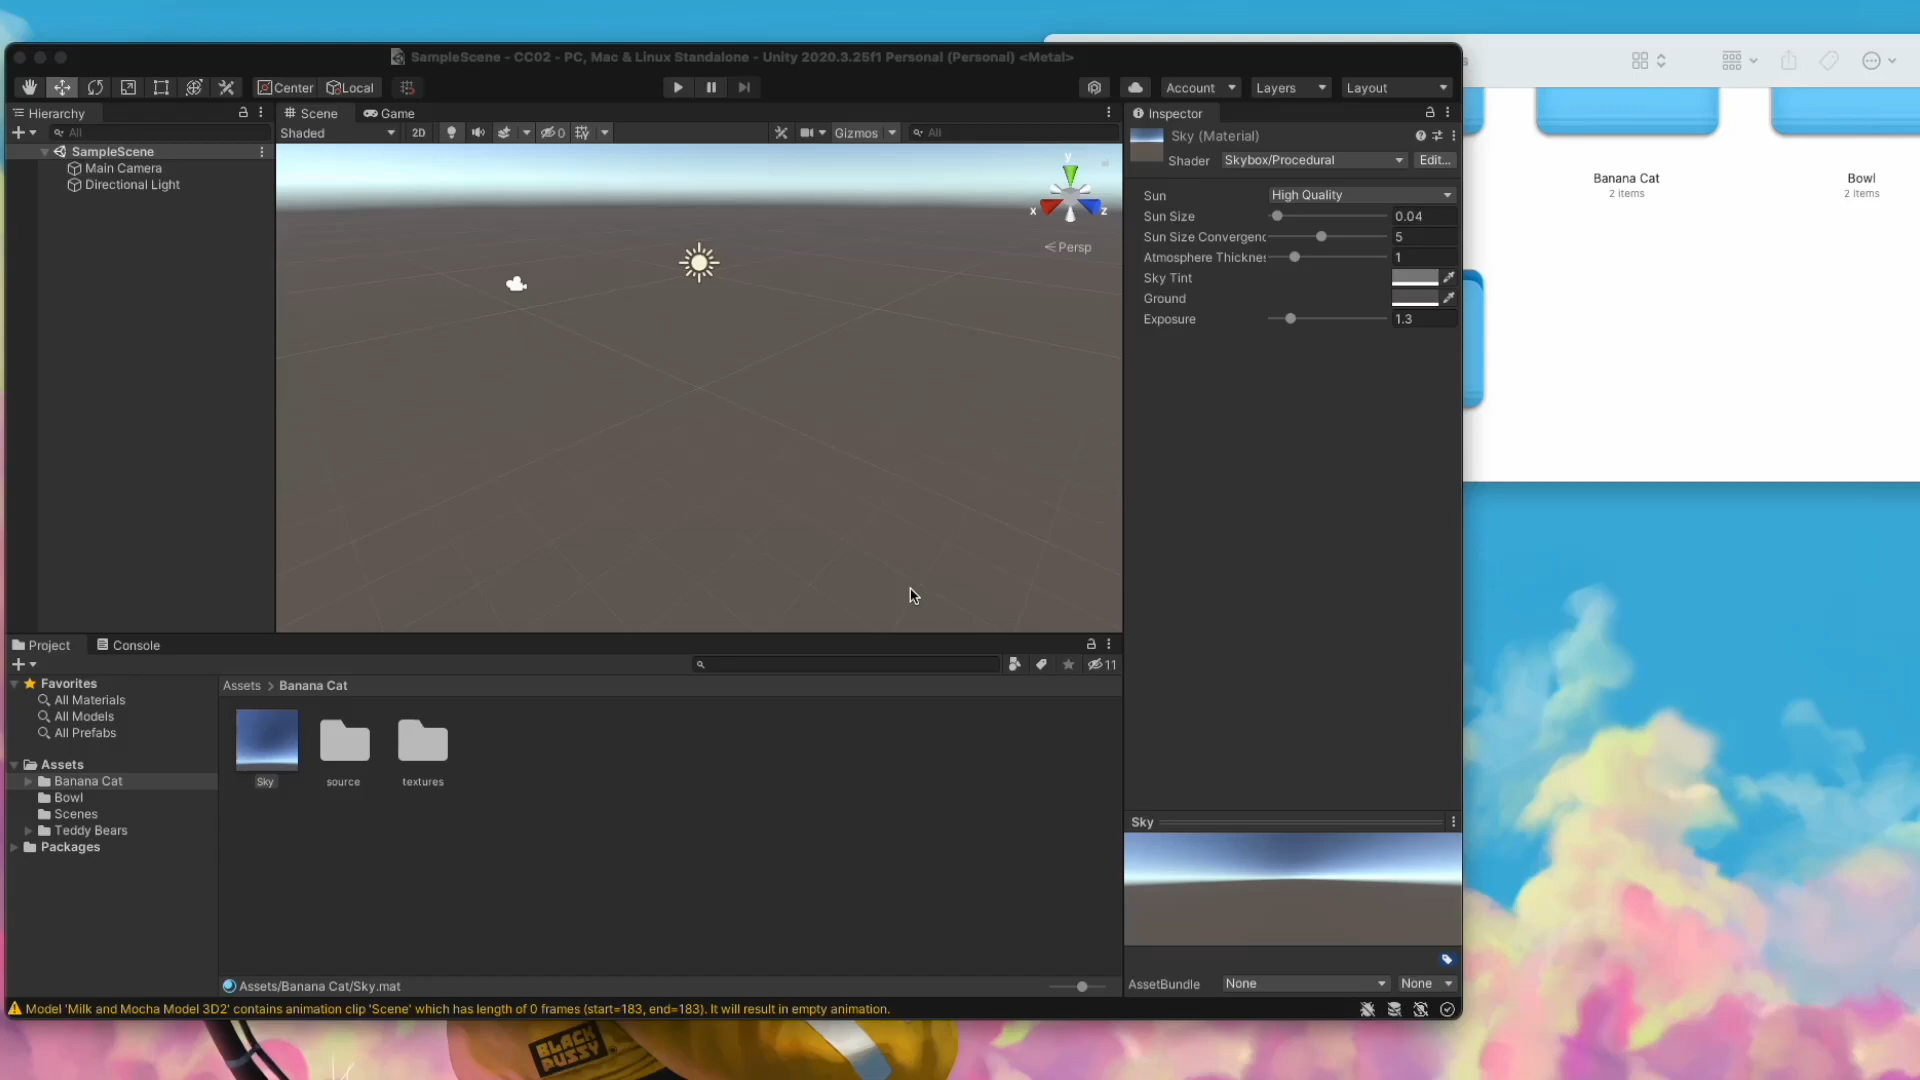 SampleScene - CC02 - PC, Mac & Linux Standalone - Unity 2020.3.25f1 Personal (Personal) <Metal>
Center
Local
Account
Layers
Layout
Hierarchy
All
SampleScene
Main Camera
Directional Light
Scene
Game
Shaded
2D
0
Gizmos
All
y
x
z
Persp
Inspector
Sky (Material)
Shader
Skybox/Procedural
Edit...
Sun
High Quality
Sun Size
0.04
Sun Size Convergenc
5
Atmosphere Thicknes
1
Sky Tint
Ground
Exposure
1.3
Banana Cat
2 items
Bowl
2 items
Project
Console
11
Favorites
All Materials
All Models
All Prefabs
Assets
Banana Cat
Bowl
Scenes
Teddy Bears
Packages
Assets > Banana Cat
Sky
source
textures
Assets/Banana Cat/Sky.mat
Sky
AssetBundle
None
None
Model 'Milk and Mocha Model 3D2' contains animation clip 'Scene' which has length of 0 frames (start=183, end=183). It will result in empty animation.
BLACK
PUSSY